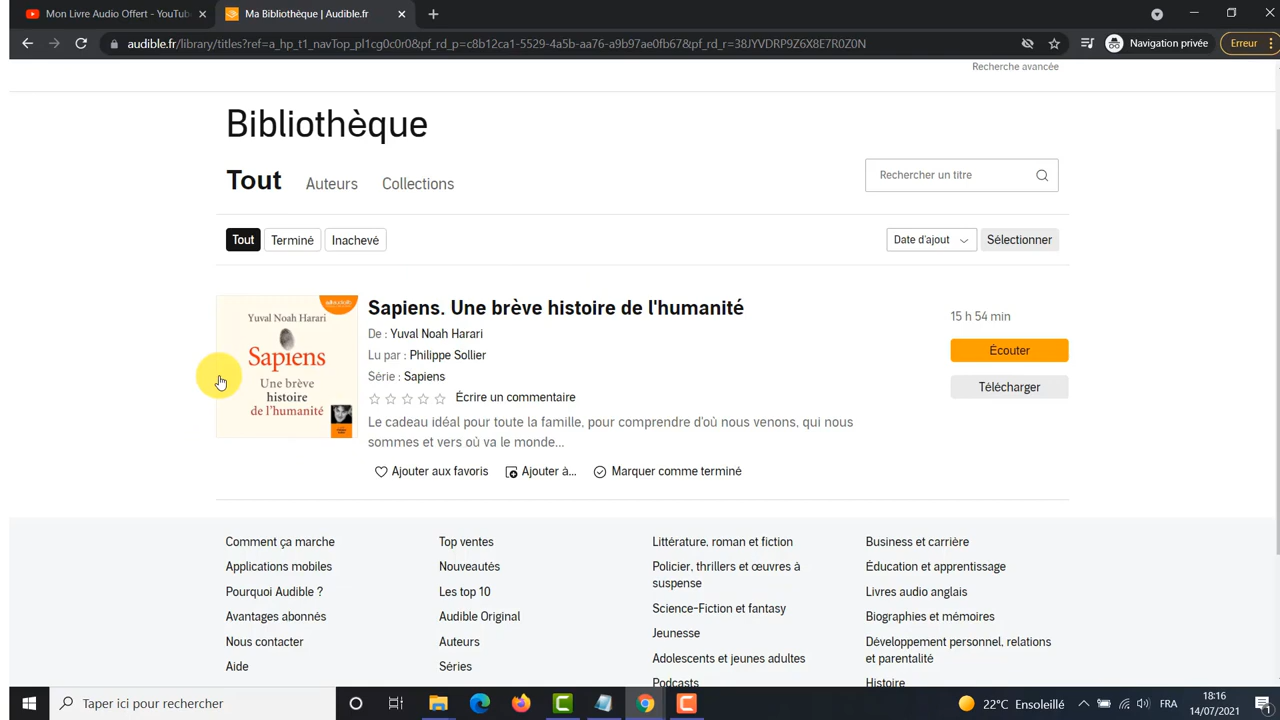 Mon Livre Audio Offert - YouTub
Ma Bibliothèque | Audible.fr
audible.fr/library/titles?ref=a_hp_t1_navTop_pl1cg0c0r0&pf_rd_p=c8b12ca1-5529-4a5b-aa76-a9b97ae0fb67&pf_rd_r=38JYVDRP9Z6X8E7R0Z0N
Navigation privée
Erreur
Recherche avancée
Bibliothèque
Tout
Auteurs
Collections
Rechercher un titre
Tout
Terminé
Inachevé
Date d'ajout
Sélectionner
Yuval Noah Harari
Sapiens
Une brève
histoire
de l'humanité
Sapiens. Une brève histoire de l'humanité
De : Yuval Noah Harari
Lu par : Philippe Sollier
Série : Sapiens
Écrire un commentaire
Le cadeau idéal pour toute la famille, pour comprendre d'où nous venons, qui nous
sommes et vers où va le monde...
Ajouter aux favoris
Ajouter à...
Marquer comme terminé
15 h 54 min
Écouter
Télécharger
Comment ça marche
Applications mobiles
Pourquoi Audible ?
Avantages abonnés
Nous contacter
Aide
Top ventes
Nouveautés
Les top 10
Audible Original
Auteurs
Séries
Littérature, roman et fiction
Policier, thrillers et œuvres à
suspense
Science-Fiction et fantasy
Jeunesse
Adolescents et jeunes adultes
Podcasts
Business et carrière
Éducation et apprentissage
Livres audio anglais
Biographies et mémoires
Développement personnel, relations
et parentalité
Histoire
Taper ici pour rechercher
22°C Ensoleillé
FRA
18:16
14/07/2021
1